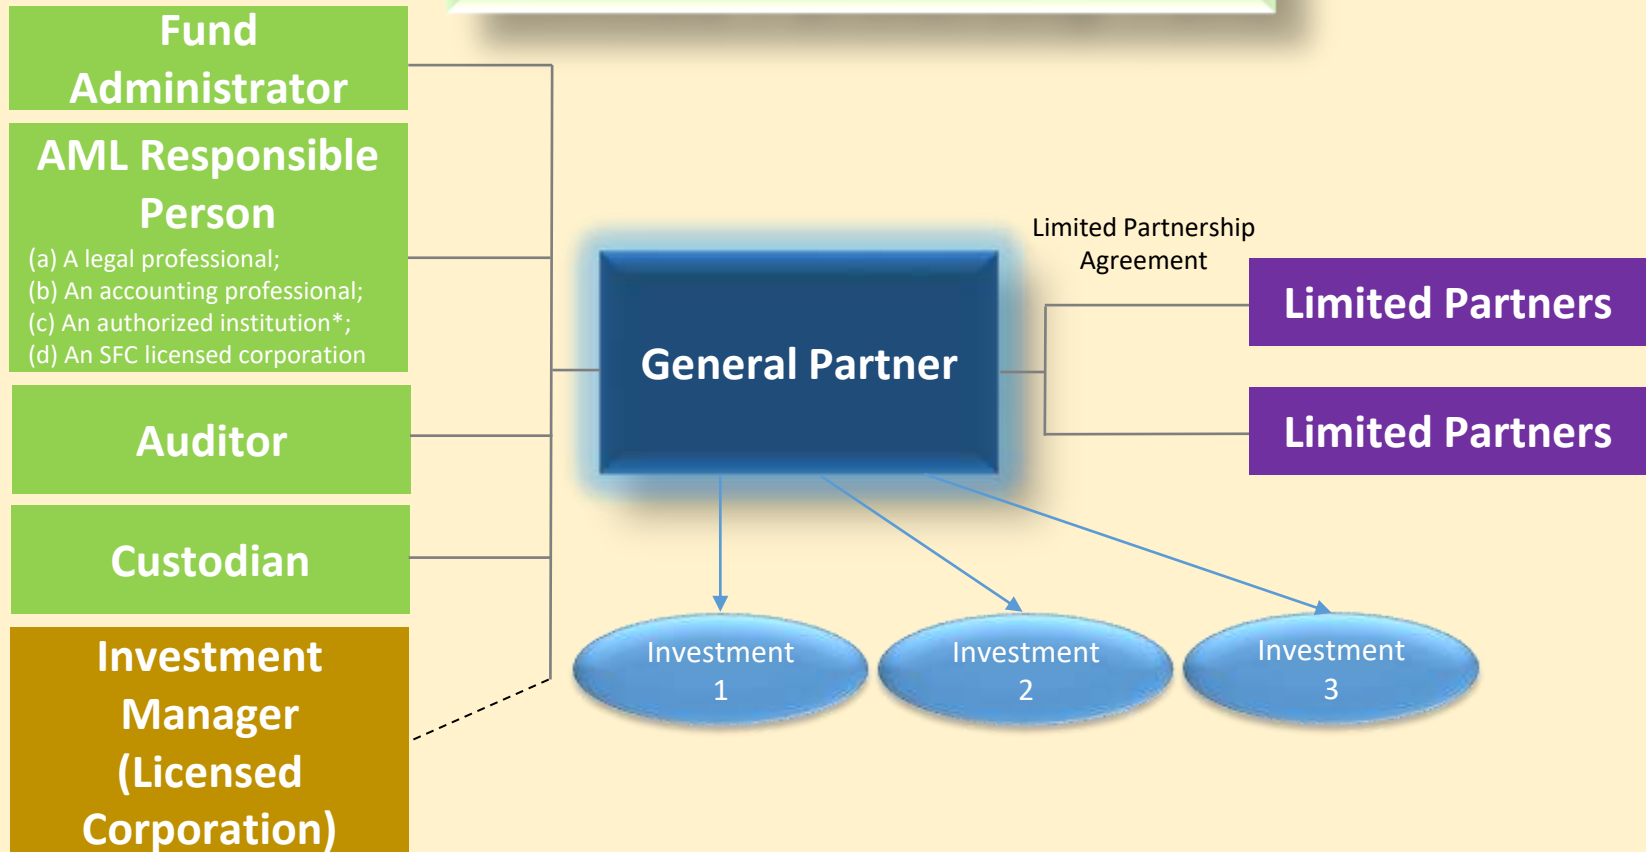 Fund
Administrator
AML Responsible
Person
(a) A legal professional;
(b) An accounting professional;
(c) An authorized institution*;
(d) An SFC licensed corporation
Auditor
Custodian
Investment
Manager
(Licensed
Corporation)
General Partner
Limited Partnership
Agreement
Limited Partners
Limited Partners
Investment
1
Investment
2
Investment
3